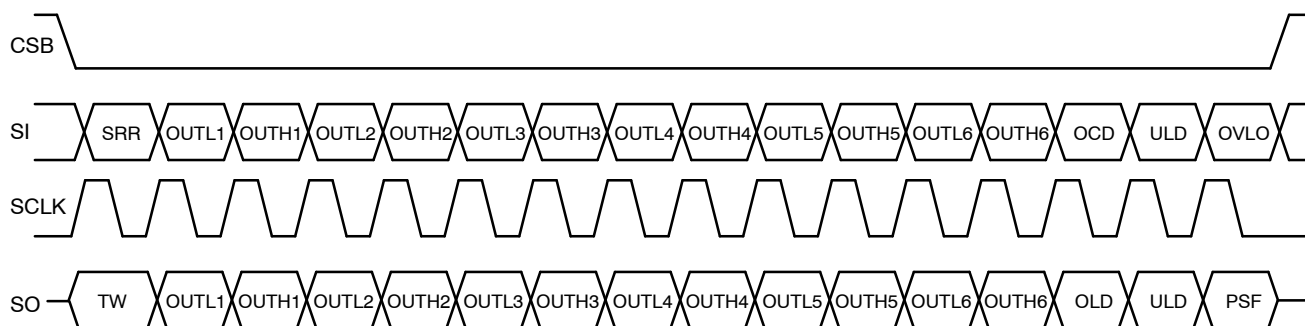 CSB
SI SRR OUTL1 OUTH1 OUTL2 OUTH2 OUTL3 OUTH3 OUTL4 OUTH4 OUTL5 OUTH5 OUTL6 OUTH6 OCD ULD OVLO
SCLK
SO TW OUTL1 OUTH1 OUTL2 OUTH2 OUTL3 OUTH3 OUTL4 OUTH4 OUTL5 OUTH5 OUTL6 OUTH6 OLD ULD PSF